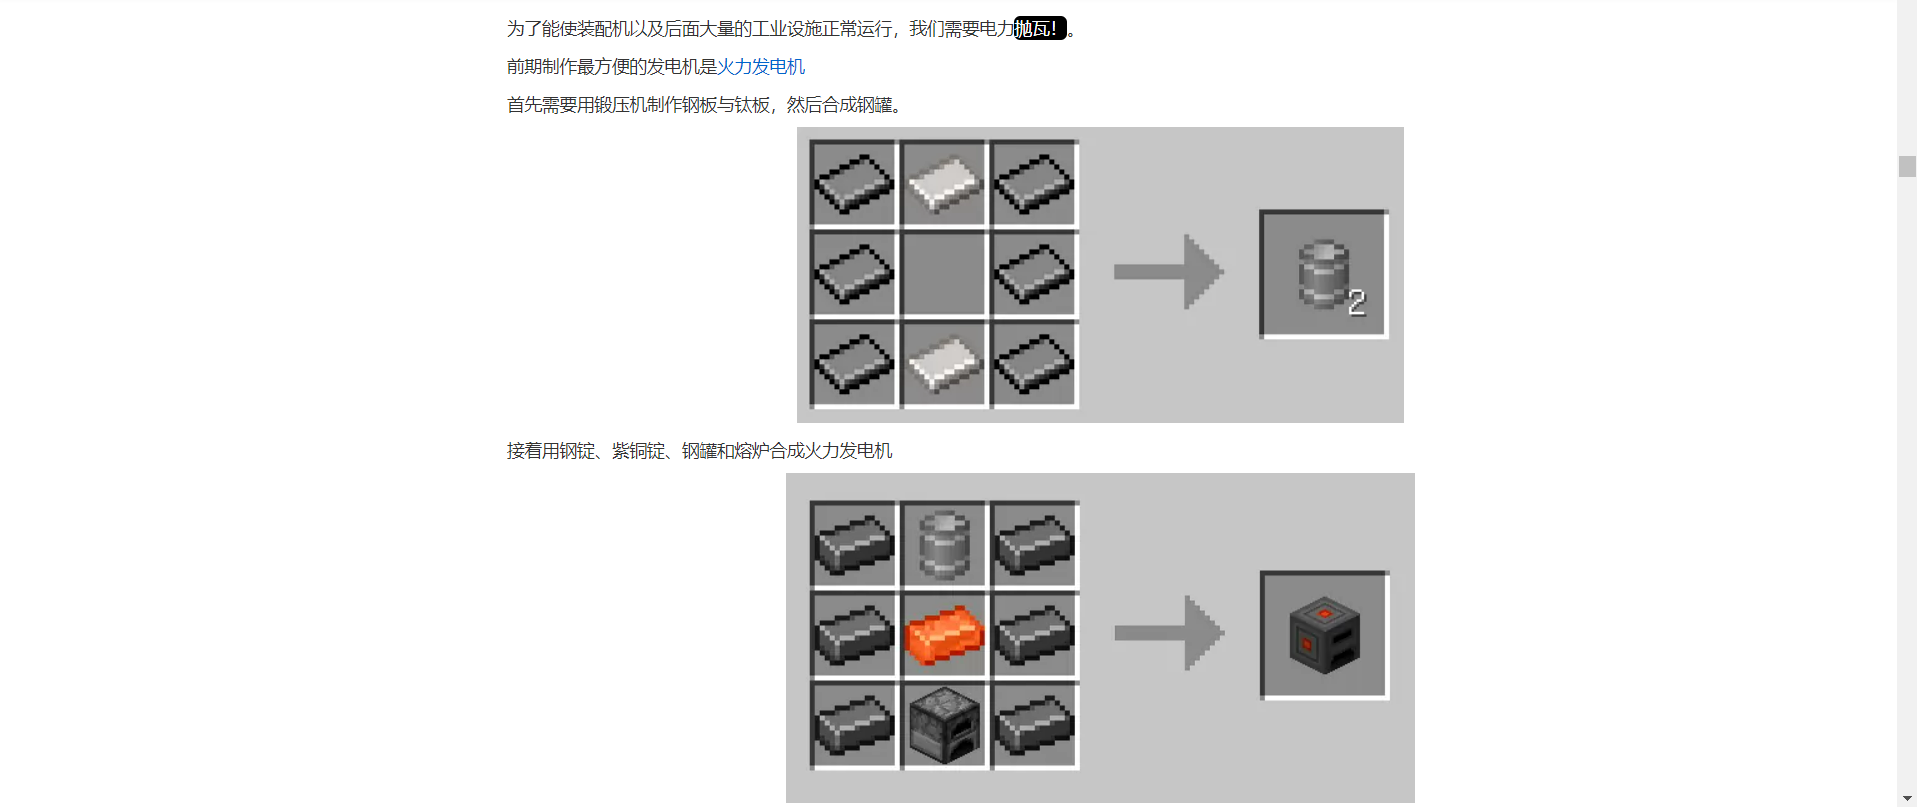 为了能使装配机以及后面大量的工业设施正常运行，我们需要电力抛瓦！。
前期制作最方便的发电机是火力发电机
首先需要用锻压机制作钢板与钛板，然后合成钢罐。
2
接着用钢锭、紫铜锭、钢罐和熔炉合成火力发电机